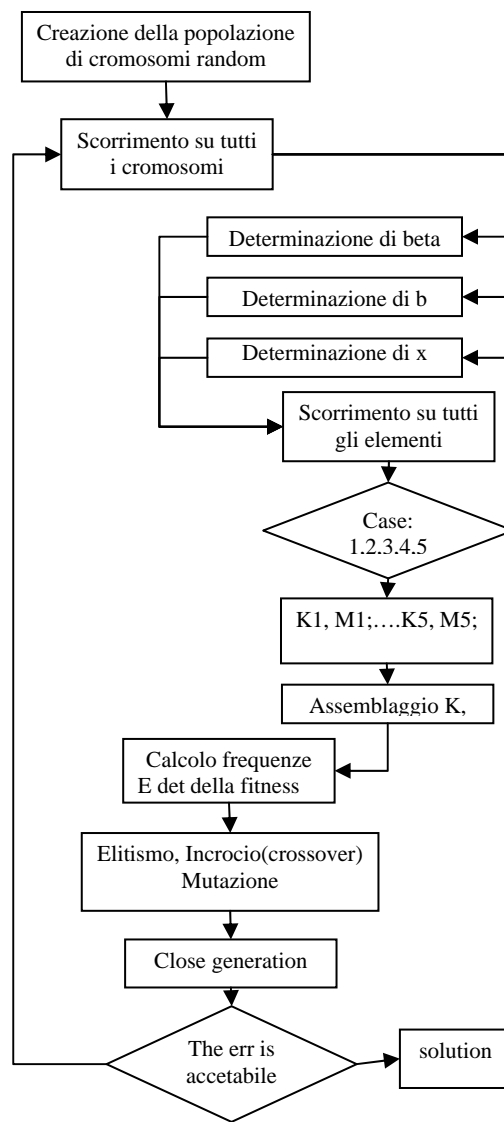 Creazione della popolazione
di cromosomi random
Scorrimento su tutti
i cromosomi
Determinazione di beta
Determinazione di b
Determinazione di x
Scorrimento su tutti
gli elementi
Case:
1.2.3.4.5
K1, M1;….K5, M5;
Assemblaggio K,
Calcolo frequenze
E det della fitness
Elitismo, Incrocio(crossover)
Mutazione
Close generation
The err is
accetabile
solution